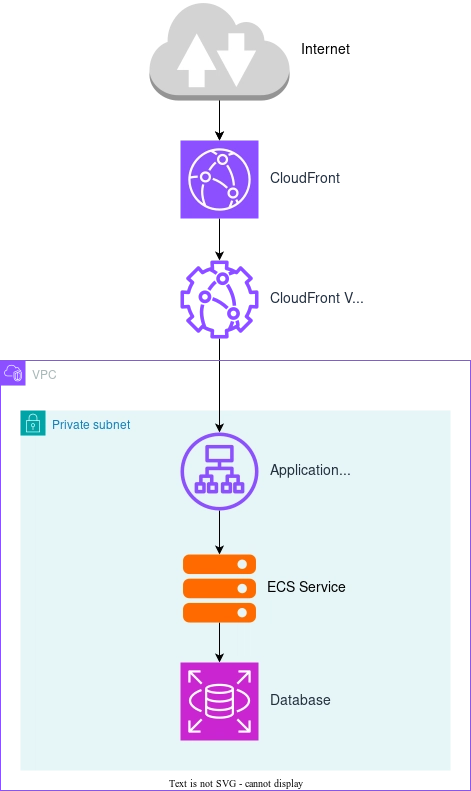 Internet
CloudFront
CloudFront V...
VPC
Private subnet
Application...
ECS Service
Database
Text is not SVG - cannot display